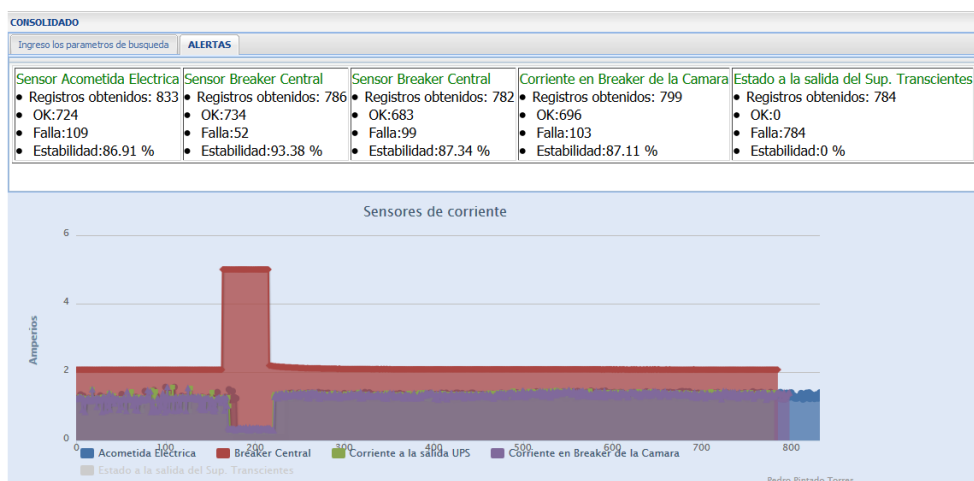 CONSOLIDADO
Ingreso los parametros de busqueda
ALERTAS
Sensor Acometida Electrica
Registros obtenidos: 833
OK:724
Falla:109
Estabilidad:86.91 %
Sensor Breaker Central
Registros obtenidos: 786
OK:734
Falla:52
Estabilidad:93.38 %
Sensor Breaker Central
Registros obtenidos: 782
OK:683
Falla:99
Estabilidad:87.34 %
Corriente en Breaker de la Camara
Registros obtenidos: 799
OK:696
Falla:103
Estabilidad:87.11 %
Estado a la salida del Sup. Transcientes
Registros obtenidos: 784
OK:0
Falla:784
Estabilidad:0 %
Sensores de corriente
Amperios
6
4
2
0
0 100 200 300 400 500 600 700 800
Acometida Eléctrica
Breaker Central
Corriente a la salida UPS
Corriente en Breaker de la Camara
Estado a la salida del Sup. Transcientes
Pedro Pintado Torres